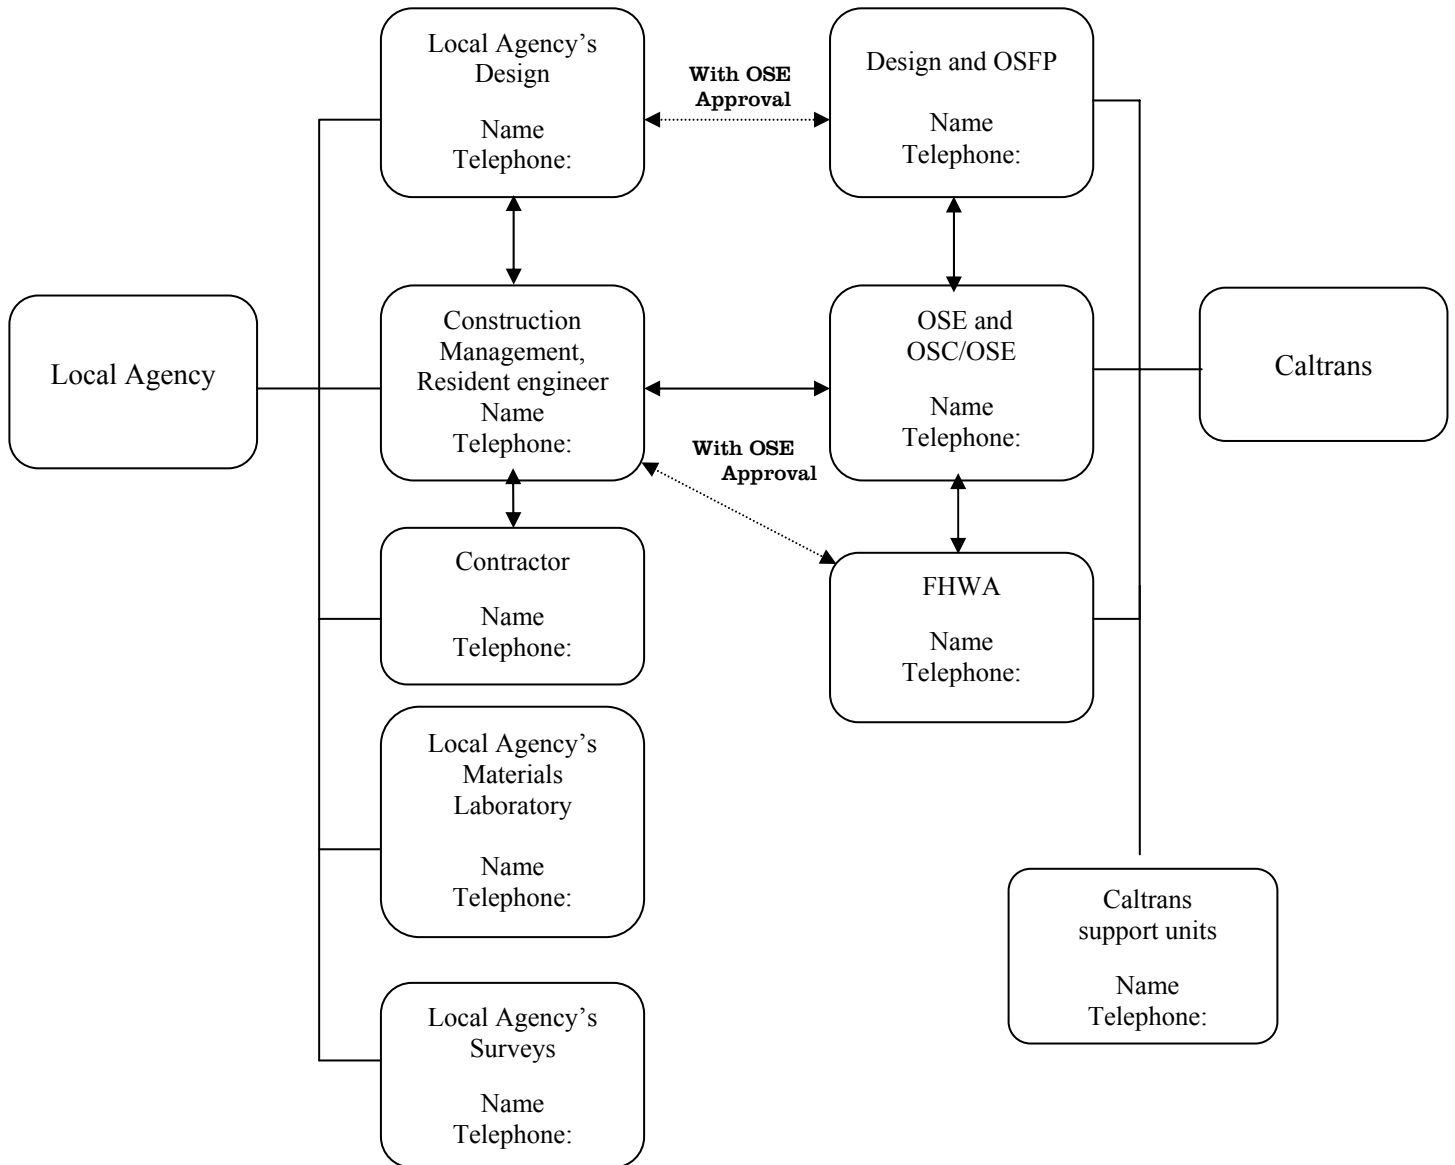 Local Agency’s
Design
Name
Telephone:
With OSE
Approval
Design and OSFP
Name
Telephone:
Local Agency
Construction
Management,
Resident engineer
Name
Telephone:
OSE and
OSC/OSE
Name
Telephone:
Caltrans
With OSE
Approval
Contractor
Name
Telephone:
FHWA
Name
Telephone:
Local Agency’s
Materials
Laboratory
Name
Telephone:
Caltrans
support units
Name
Telephone:
Local Agency’s
Surveys
Name
Telephone: